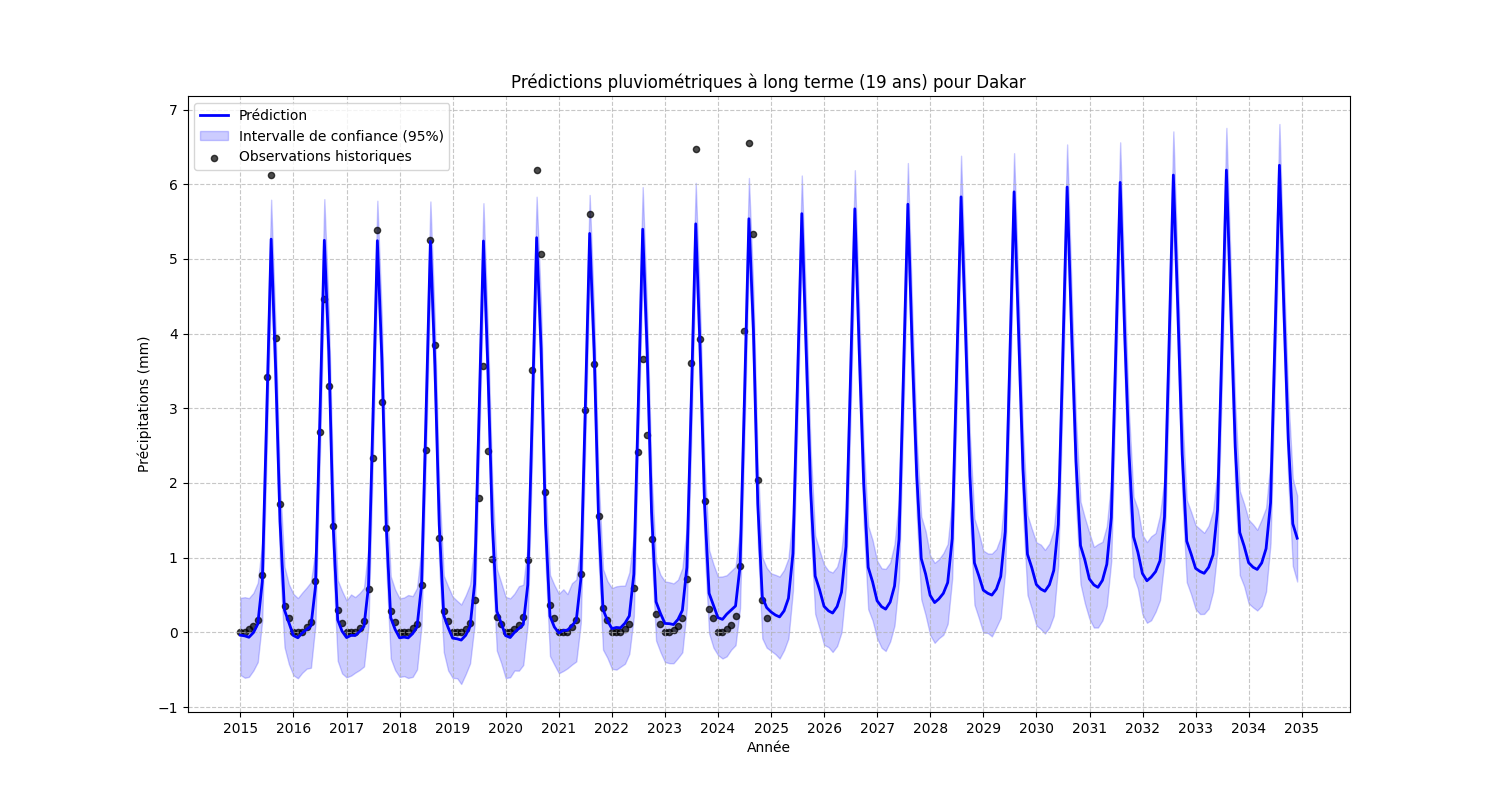 Prédictions pluviométriques à long terme (19 ans) pour Dakar
Prédiction
Intervalle de confiance (95%)
Observations historiques
Précipitations (mm)
7
6
5
4
3
2
1
0
−1
2015 2016 2017 2018 2019 2020 2021 2022 2023 2024 2025 2026 2027 2028 2029 2030 2031 2032 2033 2034 2035
Année